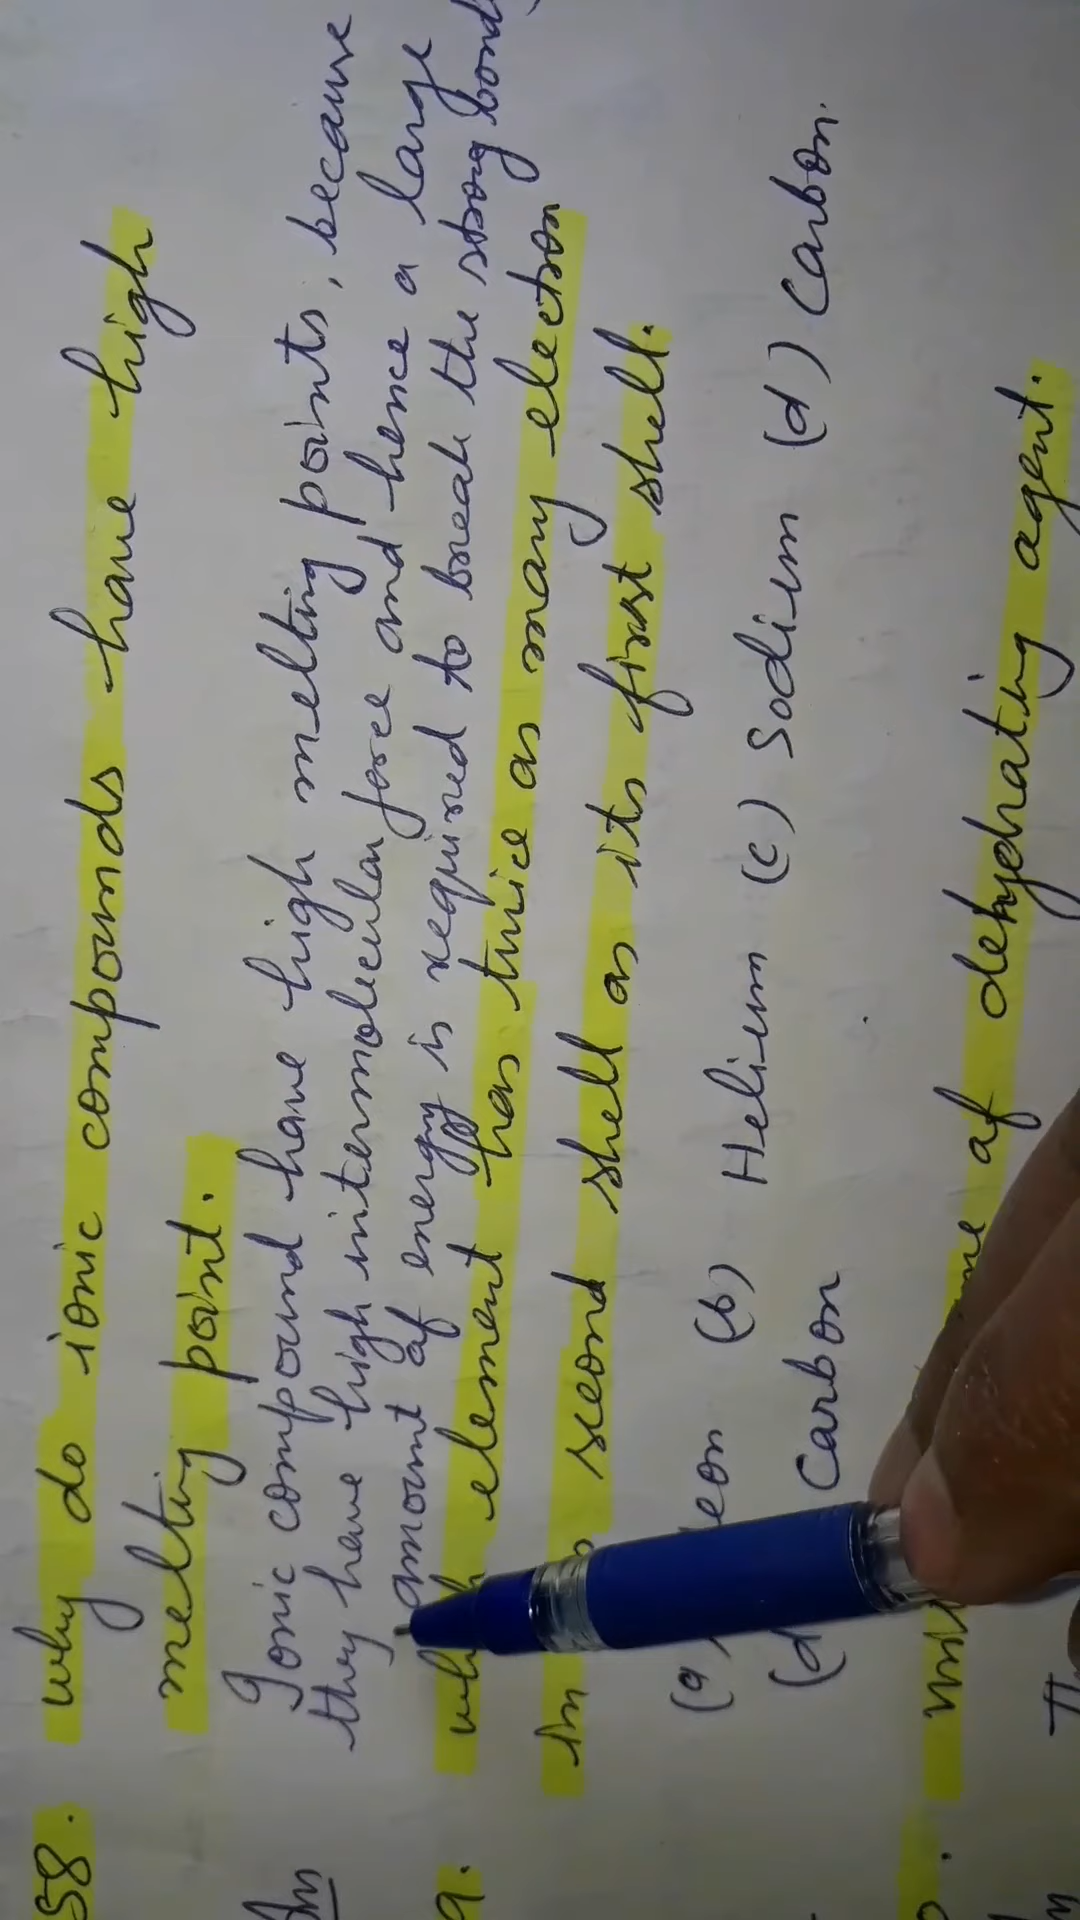 58. Why do ionic compounds have high
melting point.
Ans Ionic compound have high melting points, because
they have high intermolecular force and hence a large
amount of energy is required to break the strong bond
9. element has twice as many electron
in second shell as its first shell.
(a) (b) Helium (c) Sodium (d) Carbon.
(d Carbon
of dehydrating agent.